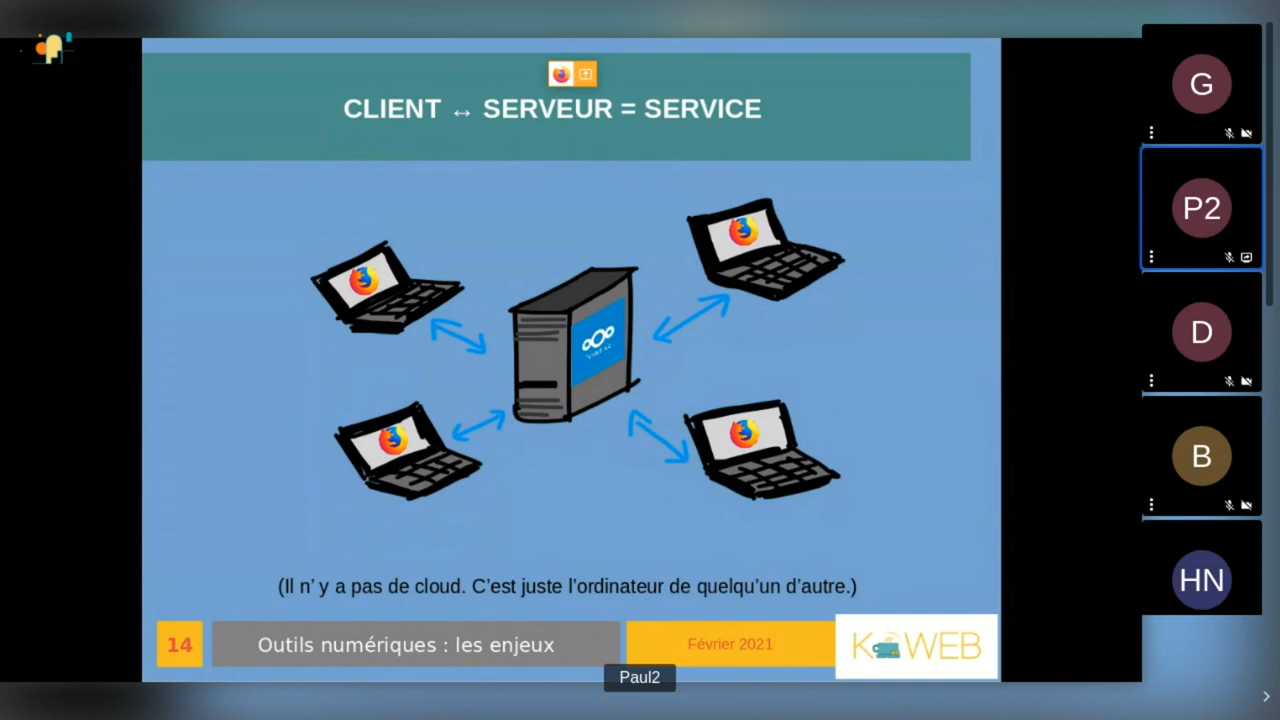 CLIENT ↔ SERVEUR = SERVICE
(Il n’ y a pas de cloud. C’est juste l’ordinateur de quelqu’un d’autre.)
14
Outils numériques : les enjeux
Février 2021
K WEB
Paul2
G
P2
D
B
HN